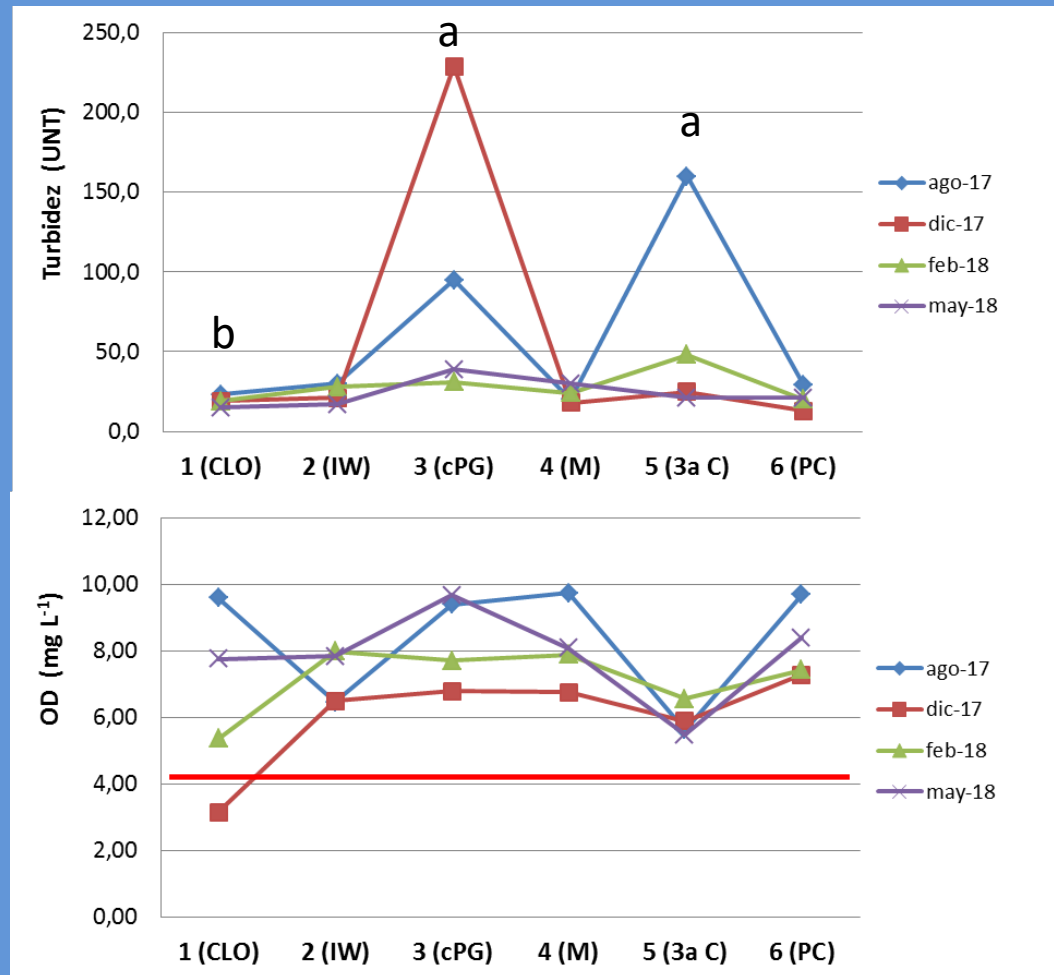 250,0
200,0
150,0
100,0
50,0
0,0
Turbidez (UNT)
a
a
b
1 (CLO) 2 (IW) 3 (cPG) 4 (M) 5 (3a C) 6 (PC)
ago-17
dic-17
feb-18
may-18
12,00
10,00
8,00
6,00
4,00
2,00
0,00
OD (mg L⁻¹)
1 (CLO) 2 (IW) 3 (cPG) 4 (M) 5 (3a C) 6 (PC)
ago-17
dic-17
feb-18
may-18